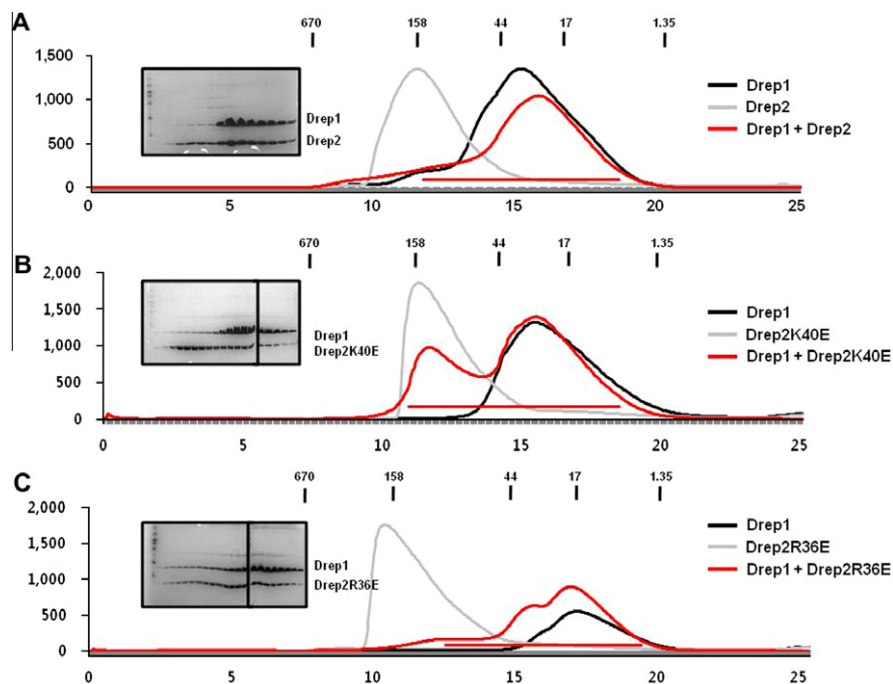 A
670 158 44 17 1.35
1,500
1,000
500
0
Drep1
Drep2
Drep1
Drep2
Drep1 + Drep2
0 5 10 15 20 25
B
670 158 44 17 1.35
2,000
1,500
1,000
500
0
Drep1
Drep2K40E
Drep1
Drep2K40E
Drep1 + Drep2K40E
0 5 10 15 20 25
C
670 158 44 17 1.35
2,000
1,500
1,000
500
0
Drep1
Drep2R36E
Drep1
Drep2R36E
Drep1 + Drep2R36E
0 5 10 15 20 25